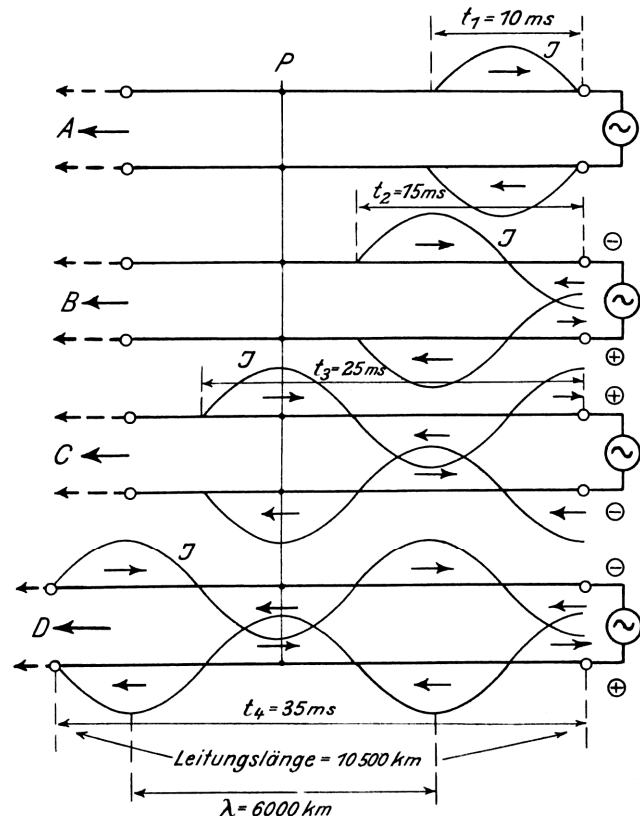 t₁ = 10 ms
J
P
A
t₂ = 15 ms
J
⊖
B
⊕
J
t₃ = 25 ms
⊕
C
⊖
J
⊖
D
⊕
t₄ = 35 ms
Leitungslänge = 10 500 km
λ = 6000 km